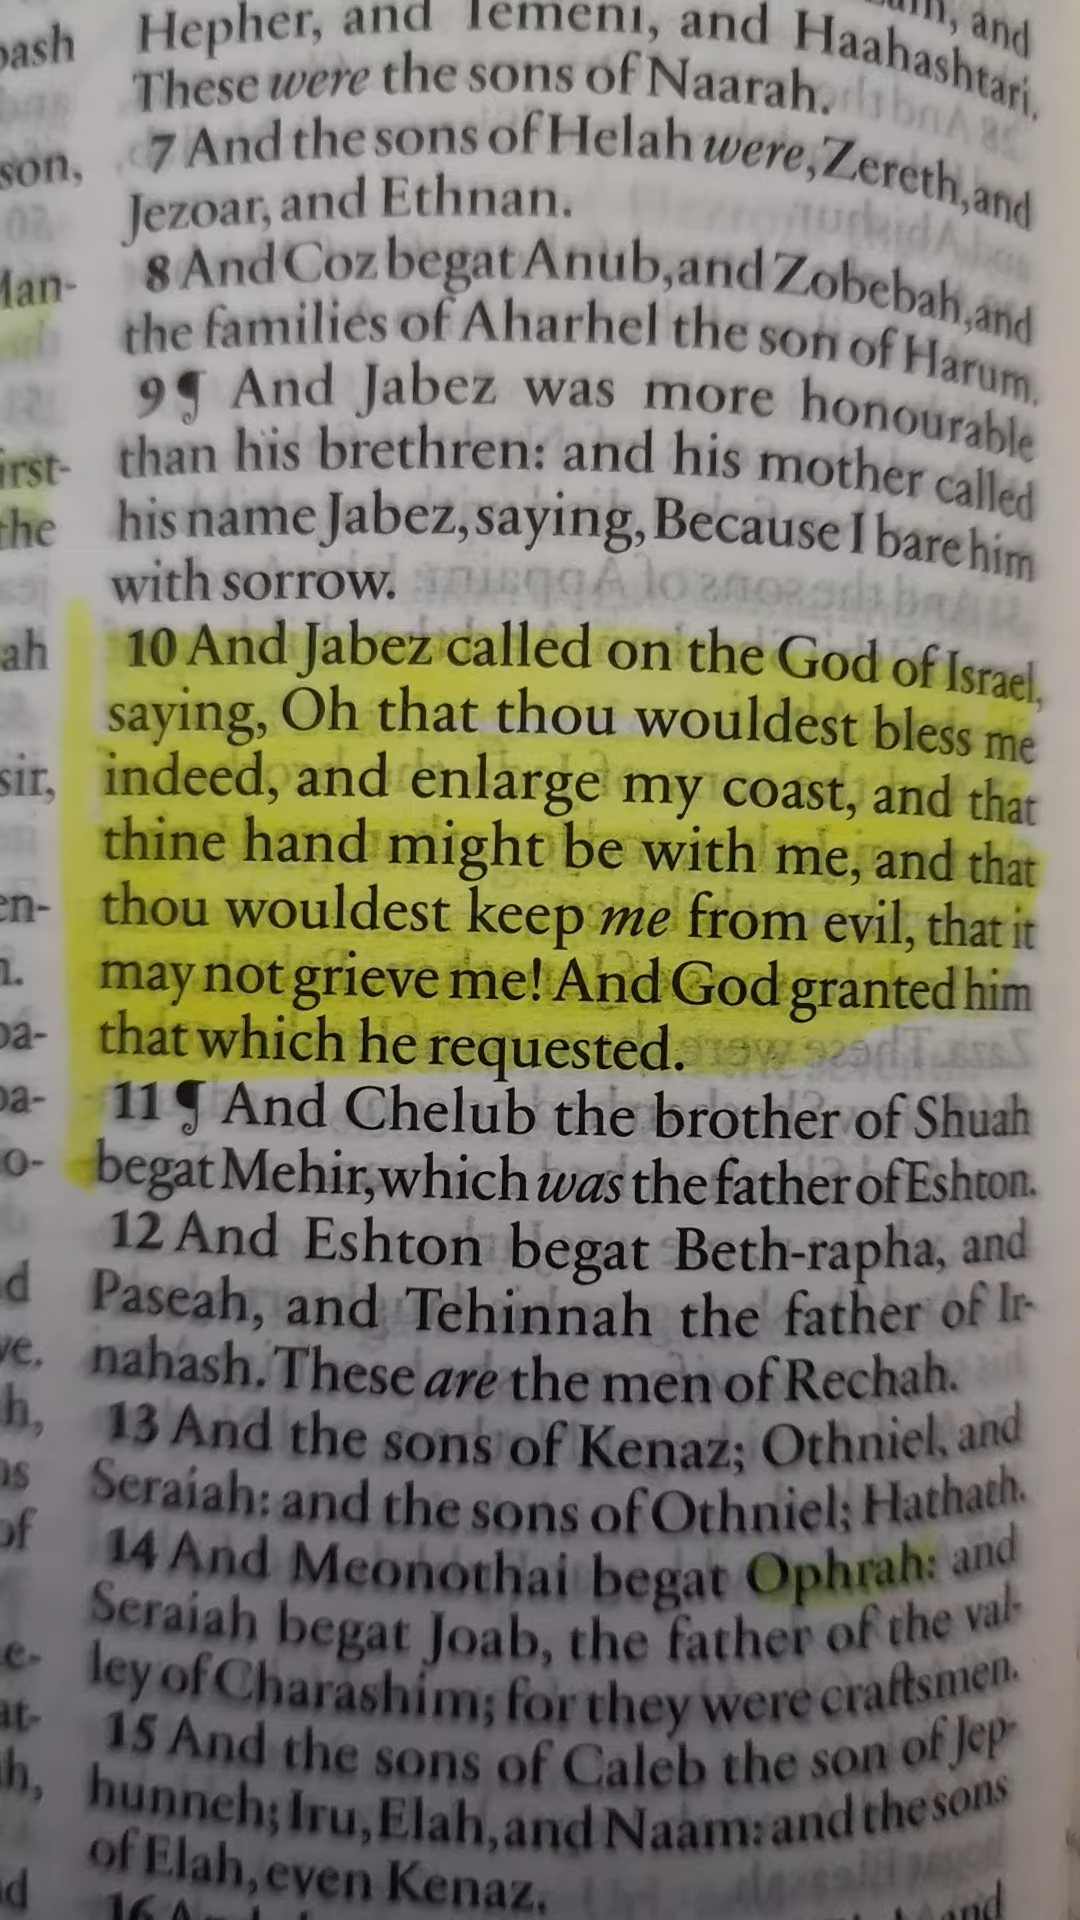 Hepher, and Temeni, and Haahashtari.
These were the sons of Naarah.
7 And the sons of Helah were, Zereth, and
Jezoar, and Ethnan.
8 And Coz begat Anub, and Zobebah, and
the families of Aharhel the son of Harum.
9 ¶ And Jabez was more honourable
than his brethren: and his mother called
his name Jabez, saying, Because I bare him
with sorrow.
10 And Jabez called on the God of Israel,
saying, Oh that thou wouldest bless me
indeed, and enlarge my coast, and that
thine hand might be with me, and that
thou wouldest keep me from evil, that it
may not grieve me! And God granted him
that which he requested.
11 ¶ And Chelub the brother of Shuah
begat Mehir, which was the father of Eshton.
12 And Eshton begat Beth-rapha, and
Paseah, and Tehinnah the father of Ir-
nahash. These are the men of Rechah.
13 And the sons of Kenaz; Othniel, and
Seraiah: and the sons of Othniel; Hathath.
14 And Meonothai begat Ophrah: and
Seraiah begat Joab, the father of the val-
ley of Charashim; for they were craftsmen.
15 And the sons of Caleb the son of Jep-
hunneh; Iru, Elah, and Naam: and the sons
of Elah, even Kenaz.
16 And